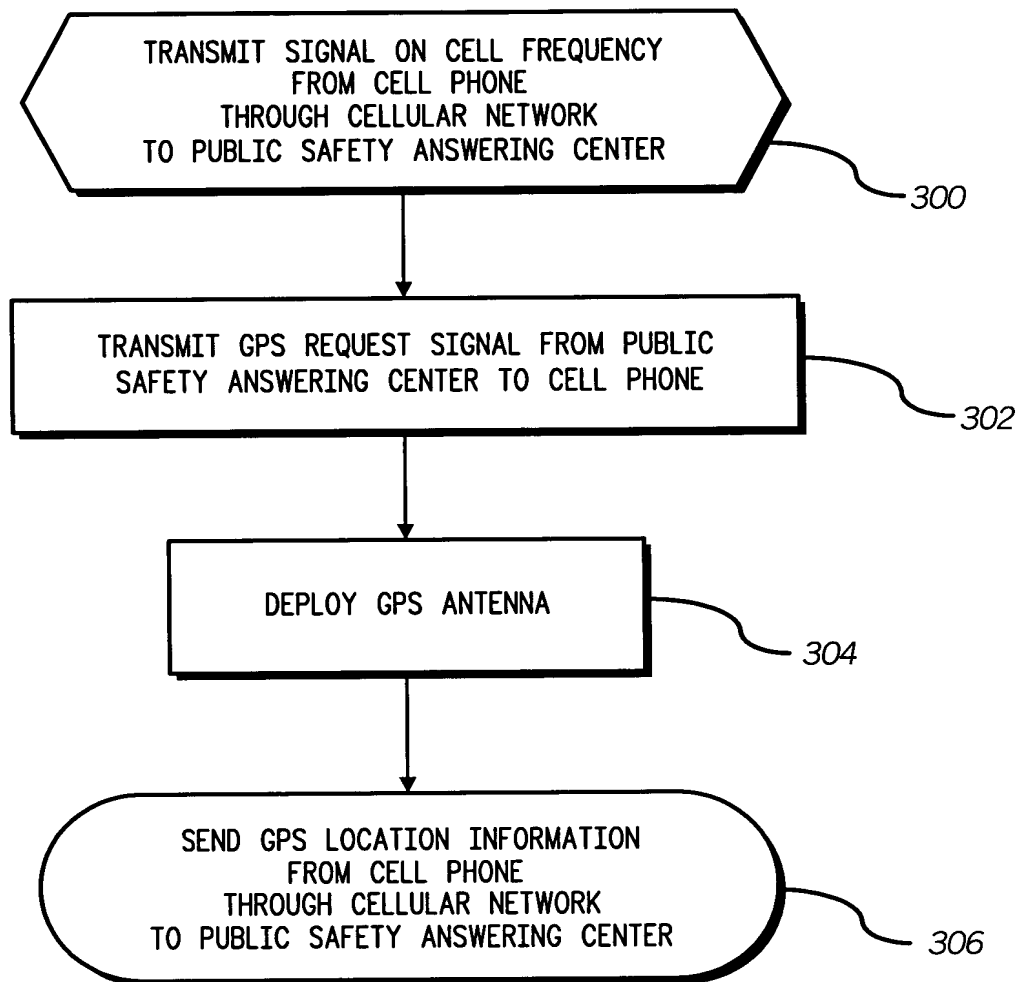 TRANSMIT SIGNAL ON CELL FREQUENCY
FROM CELL PHONE
THROUGH CELLULAR NETWORK
TO PUBLIC SAFETY ANSWERING CENTER
300
TRANSMIT GPS REQUEST SIGNAL FROM PUBLIC
SAFETY ANSWERING CENTER TO CELL PHONE
302
DEPLOY GPS ANTENNA
304
SEND GPS LOCATION INFORMATION
FROM CELL PHONE
THROUGH CELLULAR NETWORK
TO PUBLIC SAFETY ANSWERING CENTER
306